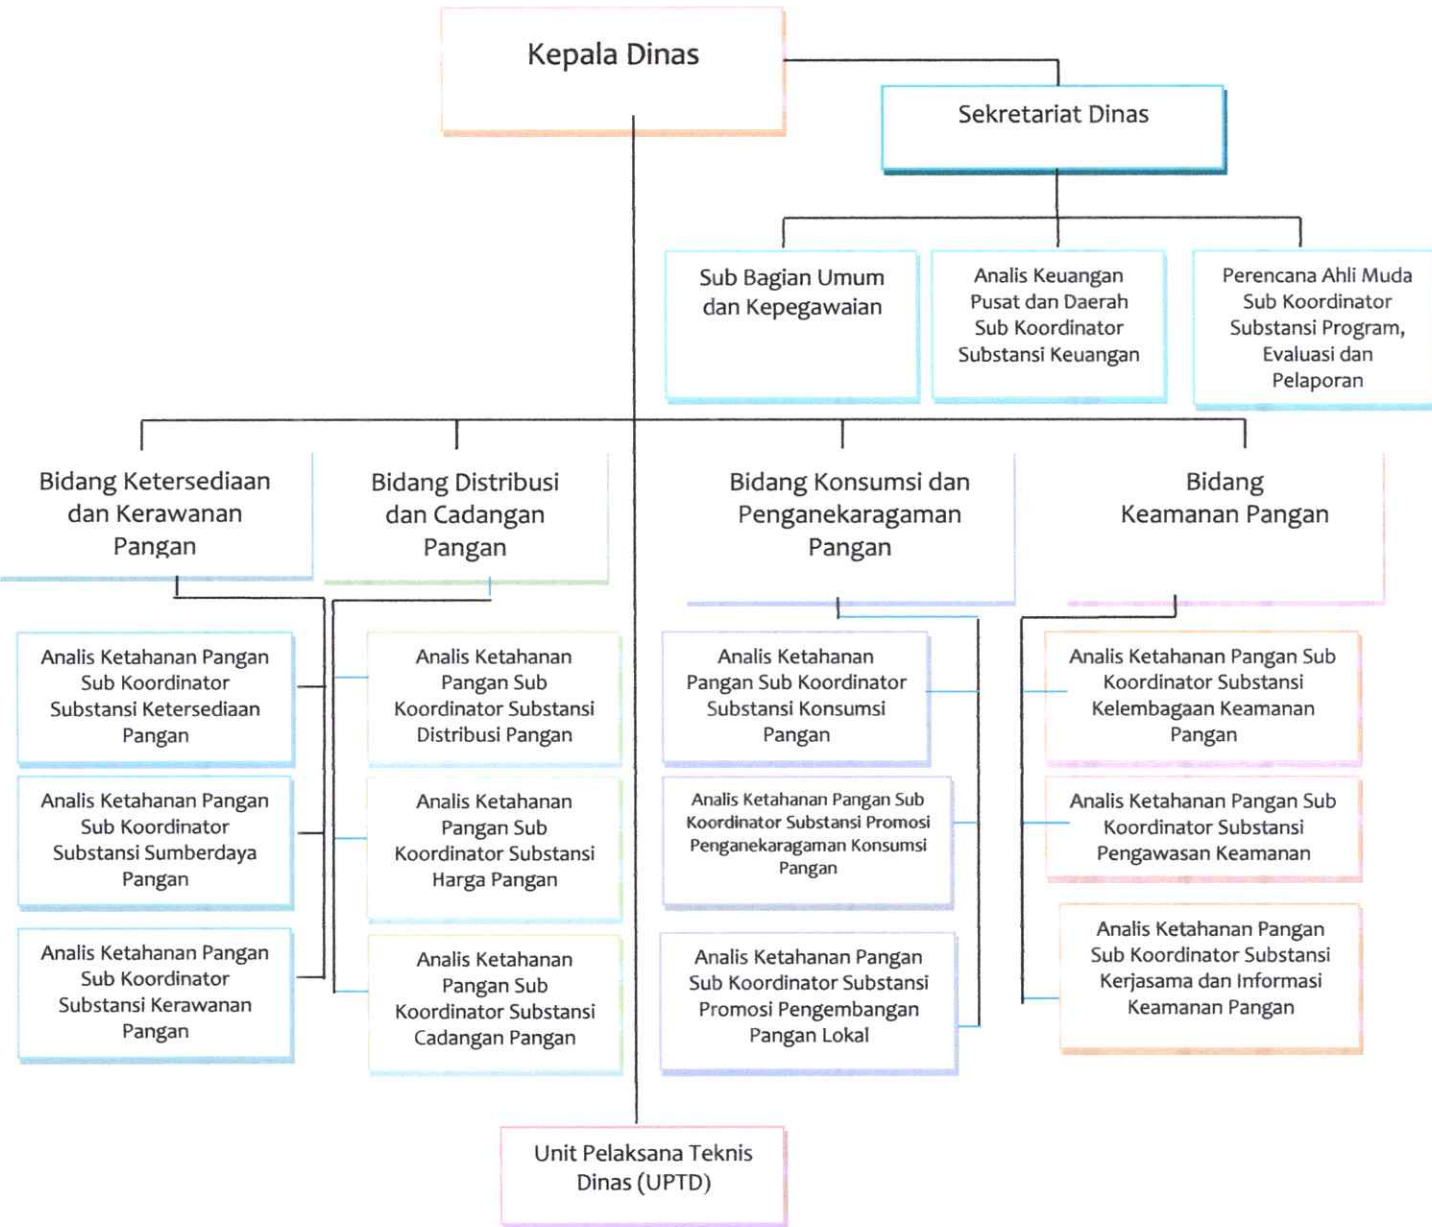 Kepala Dinas
Sekretariat Dinas
Sub Bagian Umum
dan Kepegawaian
Analis Keuangan
Pusat dan Daerah
Sub Koordinator
Substansi Keuangan
Perencana Ahli Muda
Sub Koordinator
Substansi Program,
Evaluasi dan
Pelaporan
Bidang Ketersediaan
dan Kerawanan
Pangan
Bidang Distribusi
dan Cadangan
Pangan
Bidang Konsumsi dan
Penganekaragaman
Pangan
Bidang
Keamanan Pangan
Analis Ketahanan Pangan
Sub Koordinator
Substansi Ketersediaan
Pangan
Analis Ketahanan Pangan
Sub Koordinator
Substansi Sumberdaya
Pangan
Analis Ketahanan Pangan
Sub Koordinator
Substansi Kerawanan
Pangan
Analis Ketahanan
Pangan Sub
Koordinator Substansi
Distribusi Pangan
Analis Ketahanan
Pangan Sub
Koordinator Substansi
Harga Pangan
Analis Ketahanan
Pangan Sub
Koordinator Substansi
Cadangan Pangan
Analis Ketahanan
Pangan Sub Koordinator
Substansi Konsumsi
Pangan
Analis Ketahanan Pangan Sub
Koordinator Substansi Promosi
Penganekaragaman Konsumsi
Pangan
Analis Ketahanan Pangan
Sub Koordinator Substansi
Promosi Pengembangan
Pangan Lokal
Analis Ketahanan Pangan Sub
Koordinator Substansi
Kelembagaan Keamanan
Pangan
Analis Ketahanan Pangan Sub
Koordinator Substansi
Pengawasan Keamanan
Analis Ketahanan Pangan
Sub Koordinator Substansi
Kerjasama dan Informasi
Keamanan Pangan
Unit Pelaksana Teknis
Dinas (UPTD)